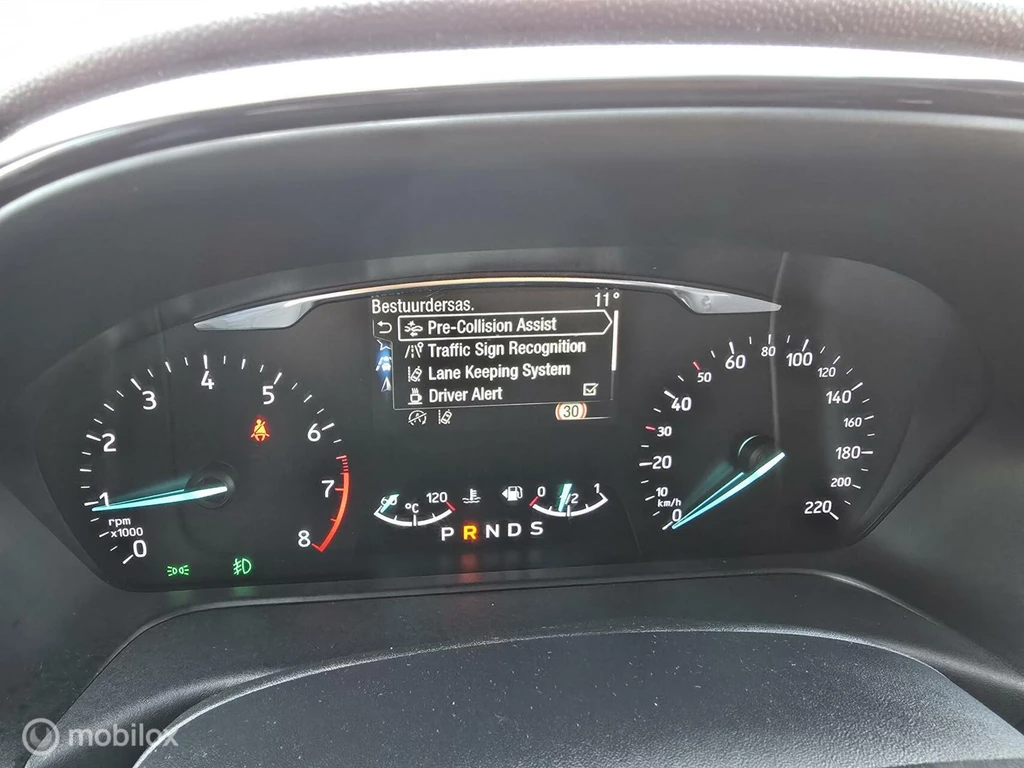 Bestuurdersas. 11°
Pre-Collision Assist
Traffic Sign Recognition
Lane Keeping System
Driver Alert
30
0 1 2 3 4 5 6 7 8
rpm
x1000
0 10 20 30 40 50 60 80 100 120 140 160 180 200 220
km/h
60 120
°C
0 1/2 1
P R N D S
mobilox